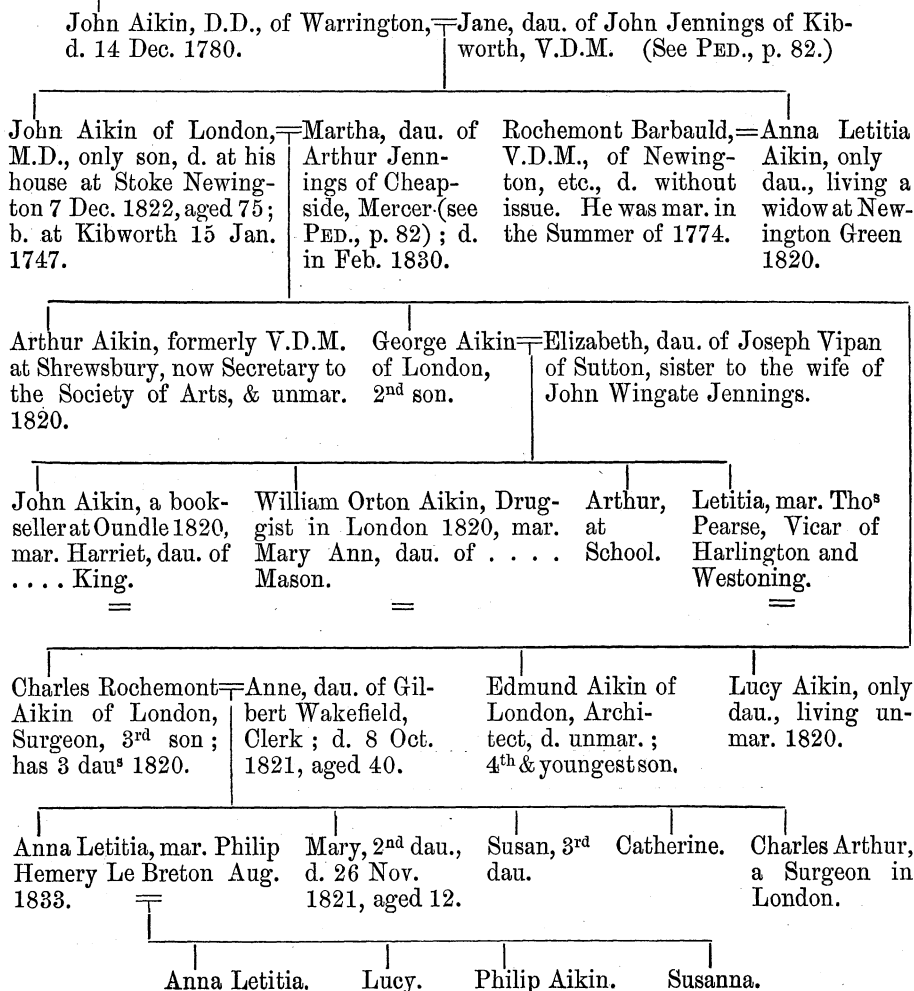 John Aikin, D.D., of Warrington,
d. 14 Dec. 1780.
Jane, dau. of John Jennings of Kib-
worth, V.D.M. (See PED., p. 82.)
John Aikin of London,
M.D., only son, d. at his
house at Stoke Newing-
ton 7 Dec. 1822, aged 75;
b. at Kibworth 15 Jan.
1747.
Martha, dau. of
Arthur Jenn-
ings of Cheap-
side, Mercer (see
PED., p. 82) ; d.
in Feb. 1830.
Rochemont Barbauld,
V.D.M., of Newing-
ton, etc., d. without
issue. He was mar. in
the Summer of 1774.
=Anna Letitia
Aikin, only
dau., living a
widow at New-
ington Green
1820.
Arthur Aikin, formerly V.D.M.
at Shrewsbury, now Secretary to
the Society of Arts, & unmar.
1820.
George Aikin
of London,
2nd son.
Elizabeth, dau. of Joseph Vipan
of Sutton, sister to the wife of
John Wingate Jennings.
John Aikin, a book-
seller at Oundle 1820,
mar. Harriet, dau. of
. . . . King.
=
William Orton Aikin, Drug-
gist in London 1820, mar.
Mary Ann, dau. of . . . .
Mason.
=
Arthur,
at
School.
Letitia, mar. Thos
Pearse, Vicar of
Harlington and
Westoning.
=
Charles Rochemont
Aikin of London,
Surgeon, 3rd son ;
has 3 daus 1820.
Anne, dau. of Gil-
bert Wakefield,
Clerk ; d. 8 Oct.
1821, aged 40.
Edmund Aikin of
London, Archi-
tect, d. unmar. ;
4th & youngest son.
Lucy Aikin, only
dau., living un-
mar. 1820.
Anna Letitia, mar. Philip
Hemery Le Breton Aug.
1833.
Mary, 2nd dau.,
d. 26 Nov.
1821, aged 12.
Susan, 3rd
dau.
Catherine.
Charles Arthur,
a Surgeon in
London.
Anna Letitia.
Lucy.
Philip Aikin.
Susanna.